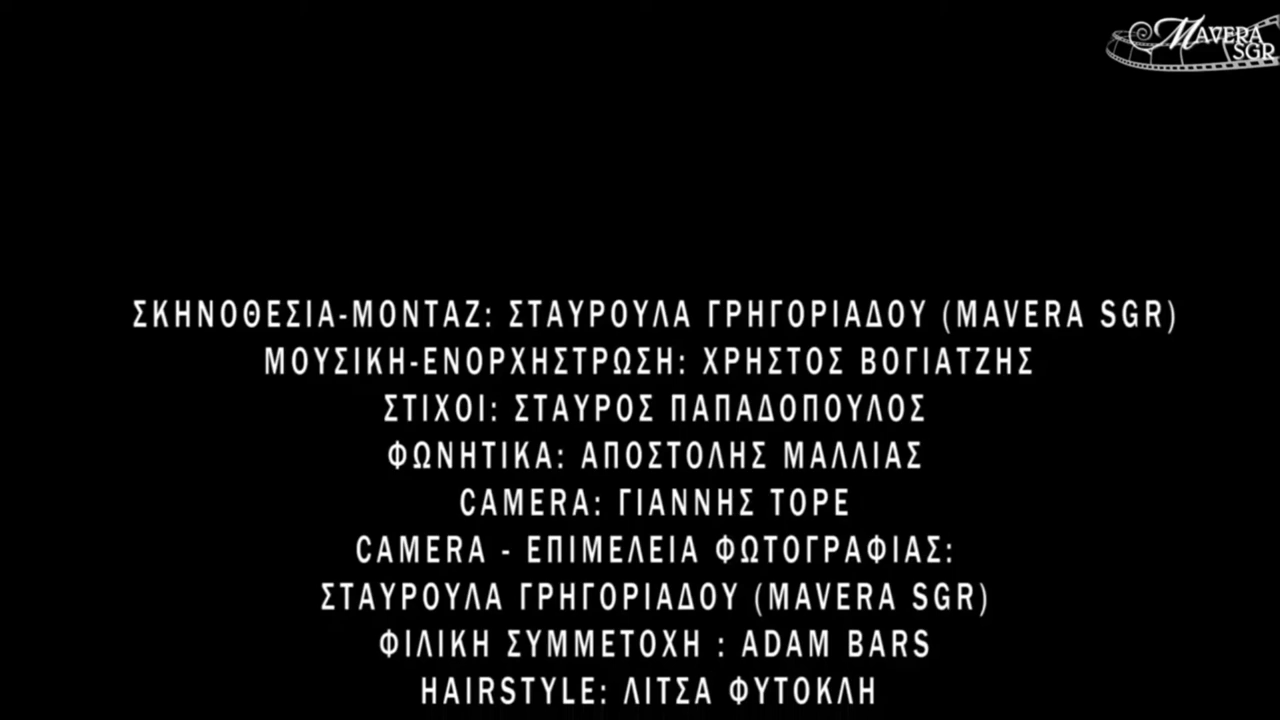 MAVERA
SGR
ΣΚΗΝΟΘΕΣΙΑ-ΜΟΝΤΑΖ: ΣΤΑΥΡΟΥΛΑ ΓΡΗΓΟΡΙΑΔΟΥ (MAVERA SGR)
ΜΟΥΣΙΚΗ-ΕΝΟΡΧΗΣΤΡΩΣΗ: ΧΡΗΣΤΟΣ ΒΟΓΙΑΤΖΗΣ
ΣΤΙΧΟΙ: ΣΤΑΥΡΟΣ ΠΑΠΑΔΟΠΟΥΛΟΣ
ΦΩΝΗΤΙΚΑ: ΑΠΟΣΤΟΛΗΣ ΜΑΛΛΙΑΣ
CAMERA: ΓΙΑΝΝΗΣ ΤΟΡΕ
CAMERA - ΕΠΙΜΕΛΕΙΑ ΦΩΤΟΓΡΑΦΙΑΣ:
ΣΤΑΥΡΟΥΛΑ ΓΡΗΓΟΡΙΑΔΟΥ (MAVERA SGR)
ΦΙΛΙΚΗ ΣΥΜΜΕΤΟΧΗ : ADAM BARS
HAIRSTYLE: ΛΙΤΣΑ ΦΥΤΟΚΛΗ